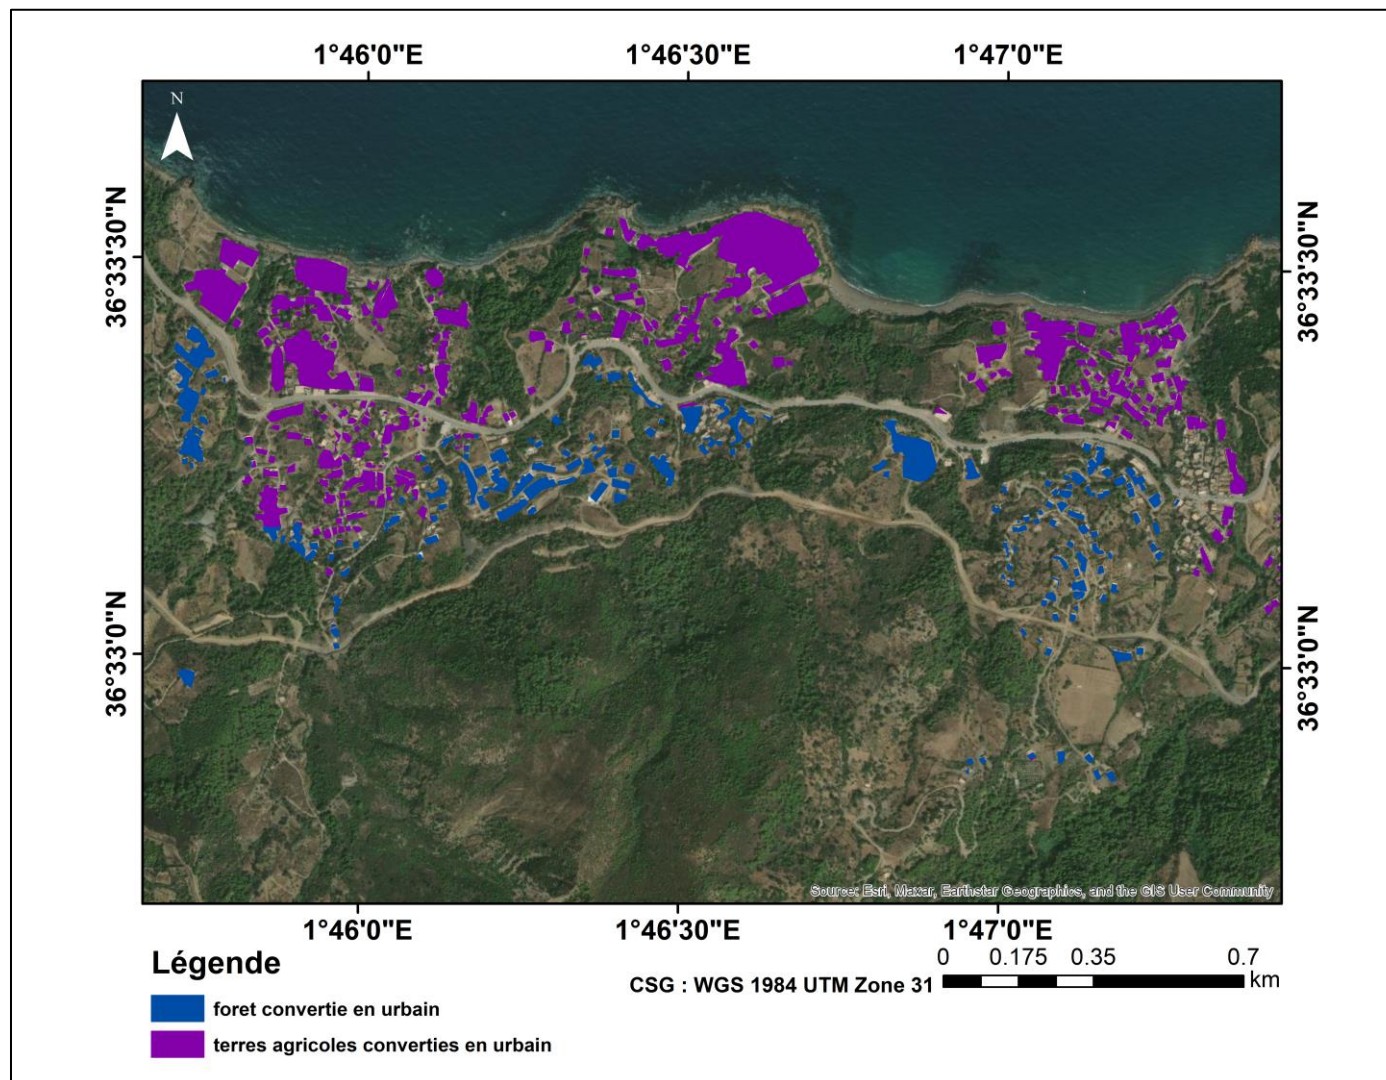 1°46'0"E 1°46'30"E 1°47'0"E
N
36°33'30"N
36°33'30"N
36°33'0"N
36°33'0"N
Source: Esri, Maxar, Earthstar Geographics, and the GIS User Community
1°46'0"E 1°46'30"E 1°47'0"E
Légende
0 0.175 0.35 0.7
km
CSG : WGS 1984 UTM Zone 31
foret convertie en urbain
terres agricoles converties en urbain